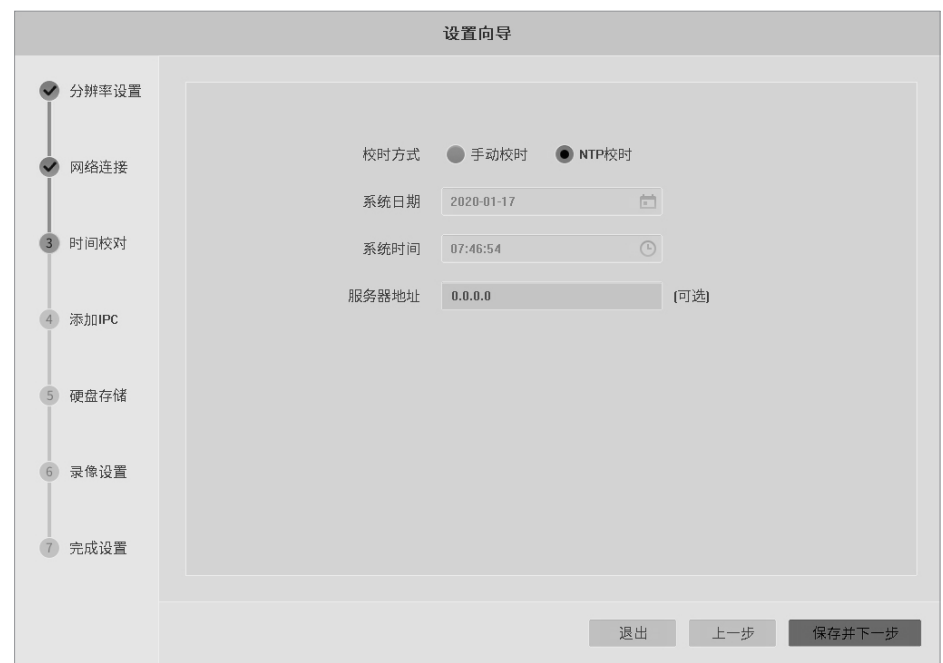 设置向导
分辨率设置
网络连接
3 时间校对
4 添加IPC
5 硬盘存储
6 录像设置
7 完成设置
校时方式 手动校时 NTP校时
系统日期 2020-01-17
系统时间 07:46:54
服务器地址 0.0.0.0 (可选)
退出 上一步 保存并下一步